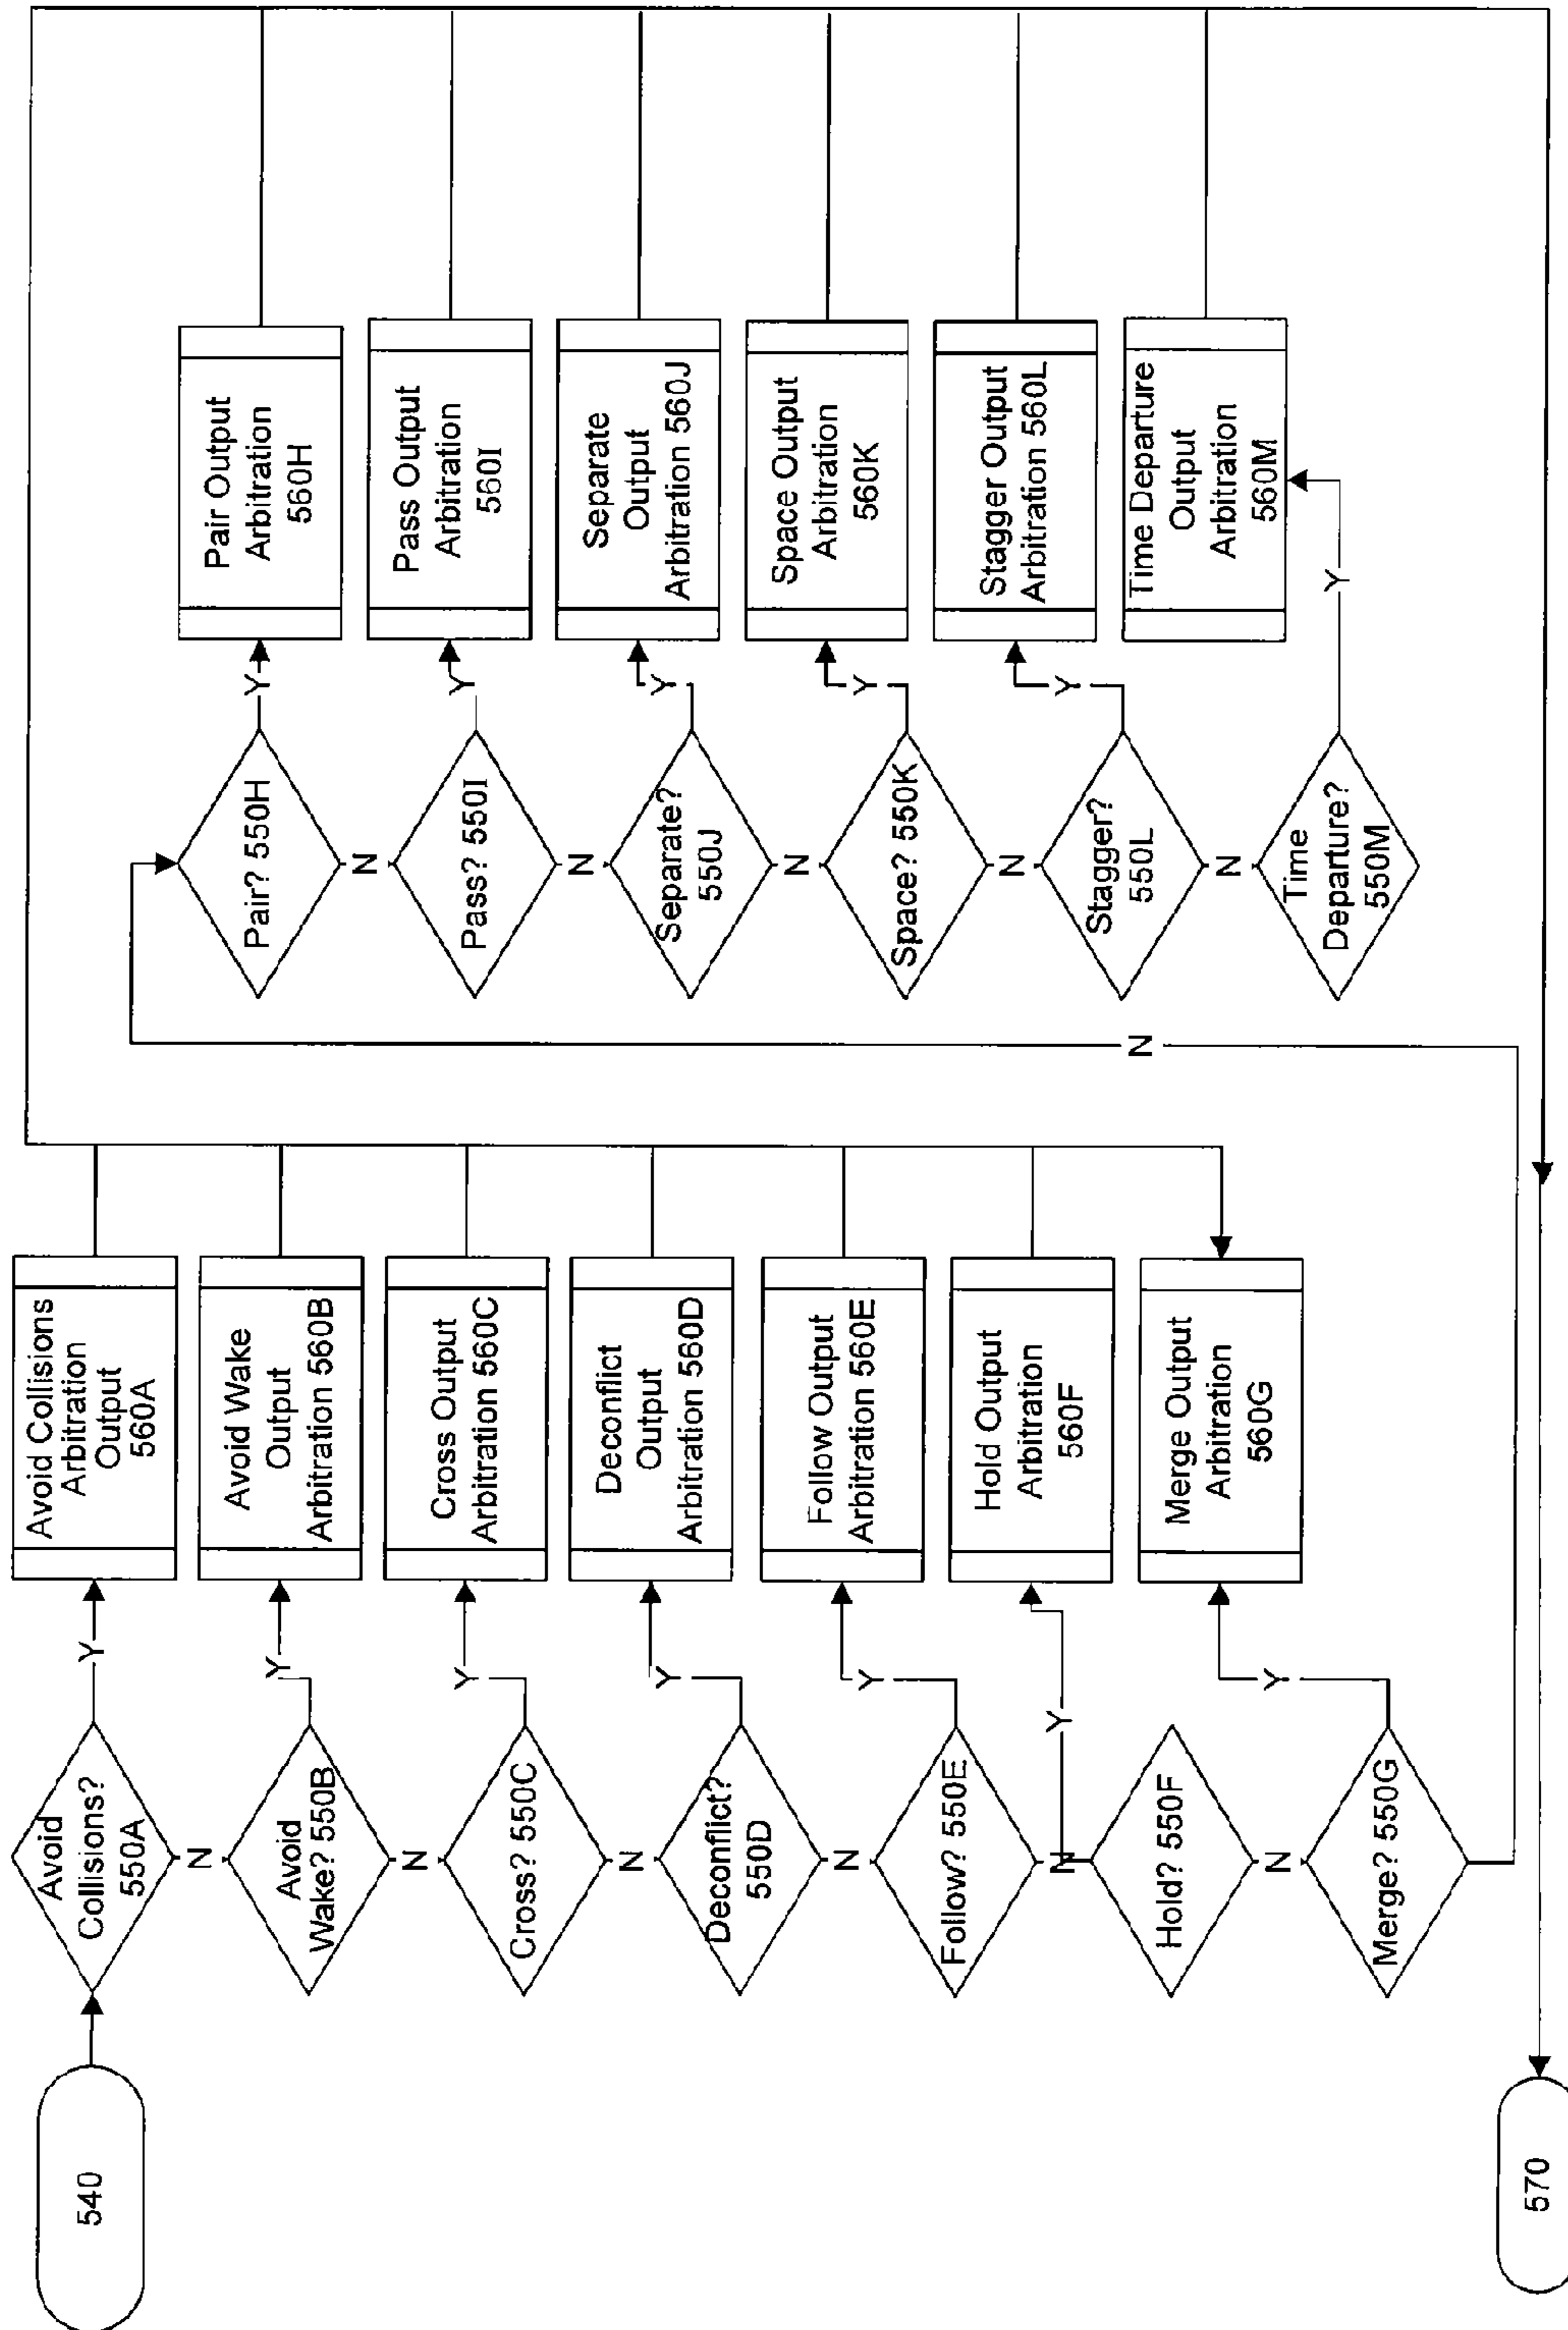 540
Avoid
Collisions?
550A
Y
Avoid Collisions
Arbitration
Output
560A
N
Avoid
Wake? 550B
Y
Avoid Wake
Output
Arbitration 560B
N
Cross? 550C
Y
Cross Output
Arbitration 560C
N
Deconflict?
550D
Y
Deconflict
Output
Arbitration 560D
N
Follow? 550E
Y
Follow Output
Arbitration 560E
N
Hold? 550F
Y
Hold Output
Arbitration
560F
N
Merge? 550G
Y
Merge Output
Arbitration
560G
N
Pair? 550H
Y
Pair Output
Arbitration
560H
N
Pass? 550I
Y
Pass Output
Arbitration
560I
N
Separate?
550J
Y
Separate
Output
Arbitration 560J
N
Space? 550K
Y
Space Output
Arbitration
560K
N
Stagger?
550L
Y
Stagger Output
Arbitration 560L
N
Time
Departure?
550M
Y
Time Departure
Output
Arbitration
560M
570